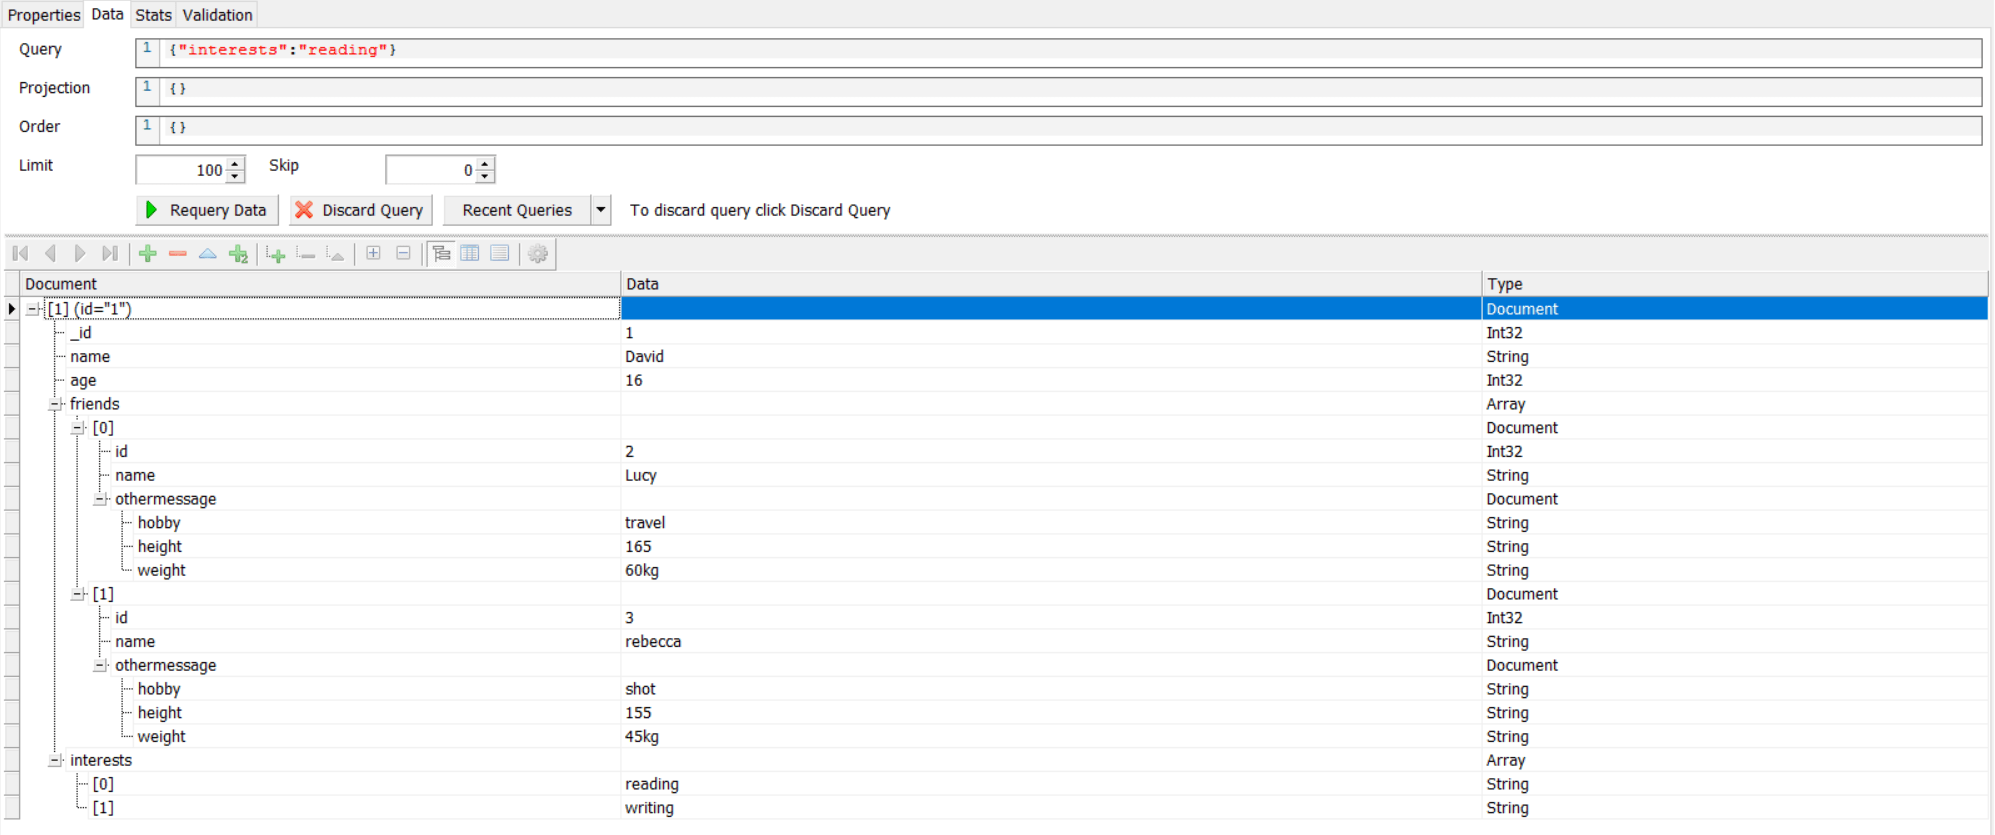 Properties Data Stats Validation
Query 1 {"interests":"reading"}
Projection 1 {}
Order 1 {}
Limit 100 Skip 0
Requery Data Discard Query Recent Queries To discard query click Discard Query
2
Document Data Type
[1] (id="1") Document
_id 1 Int32
name David String
age 16 Int32
friends Array
[0] Document
id 2 Int32
name Lucy String
othermessage Document
hobby travel String
height 165 String
weight 60kg String
[1] Document
id 3 Int32
name rebecca String
othermessage Document
hobby shot String
height 155 String
weight 45kg String
interests Array
[0] reading String
[1] writing String